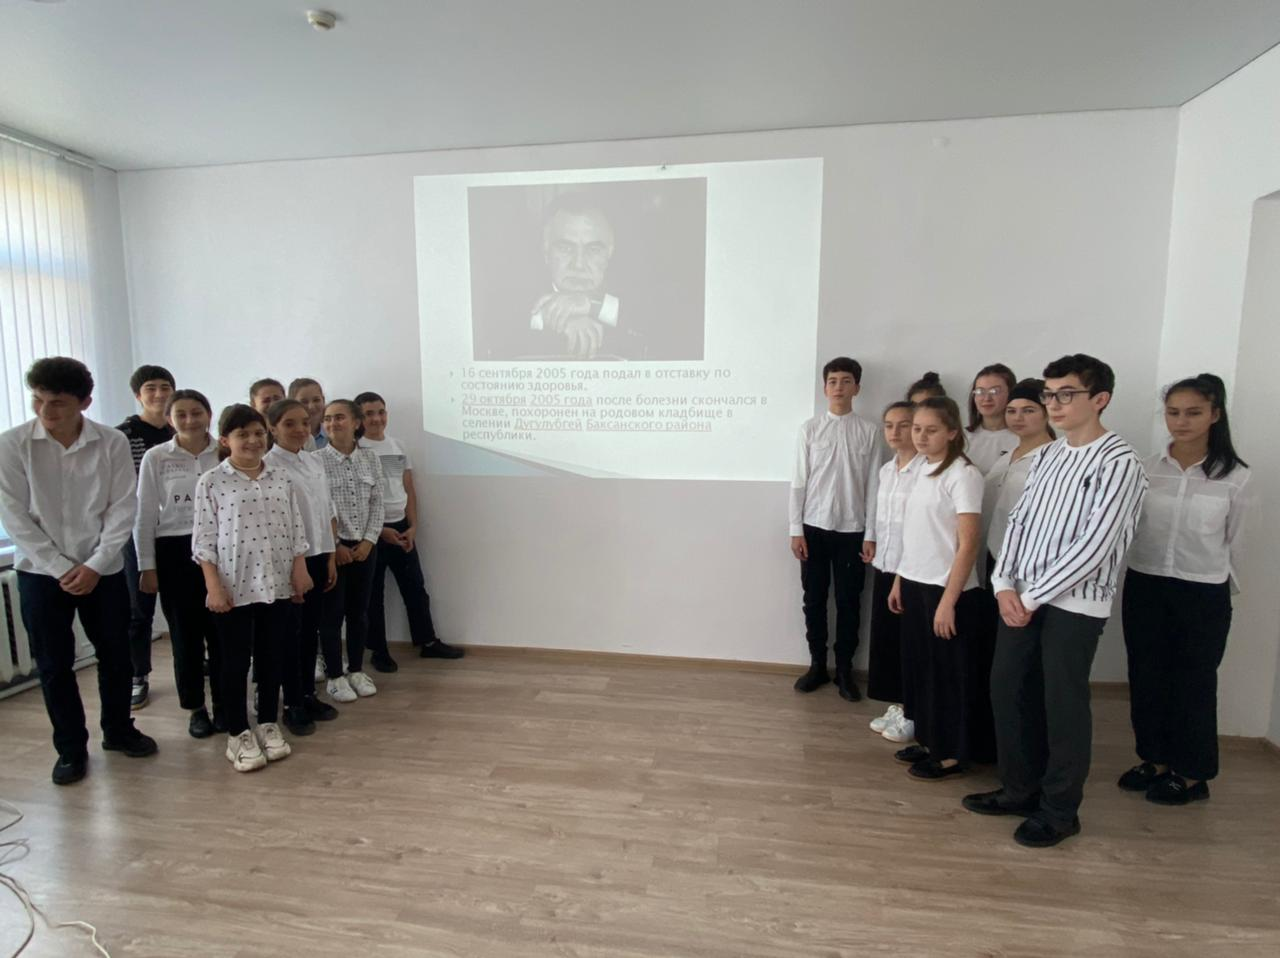 16 сентября 2005 года подал в отставку по
состоянию здоровья.
29 октября 2005 года после болезни скончался в
Москве, похоронен на родовом кладбище в
селении Дугулубгей Баксанского района
республики.